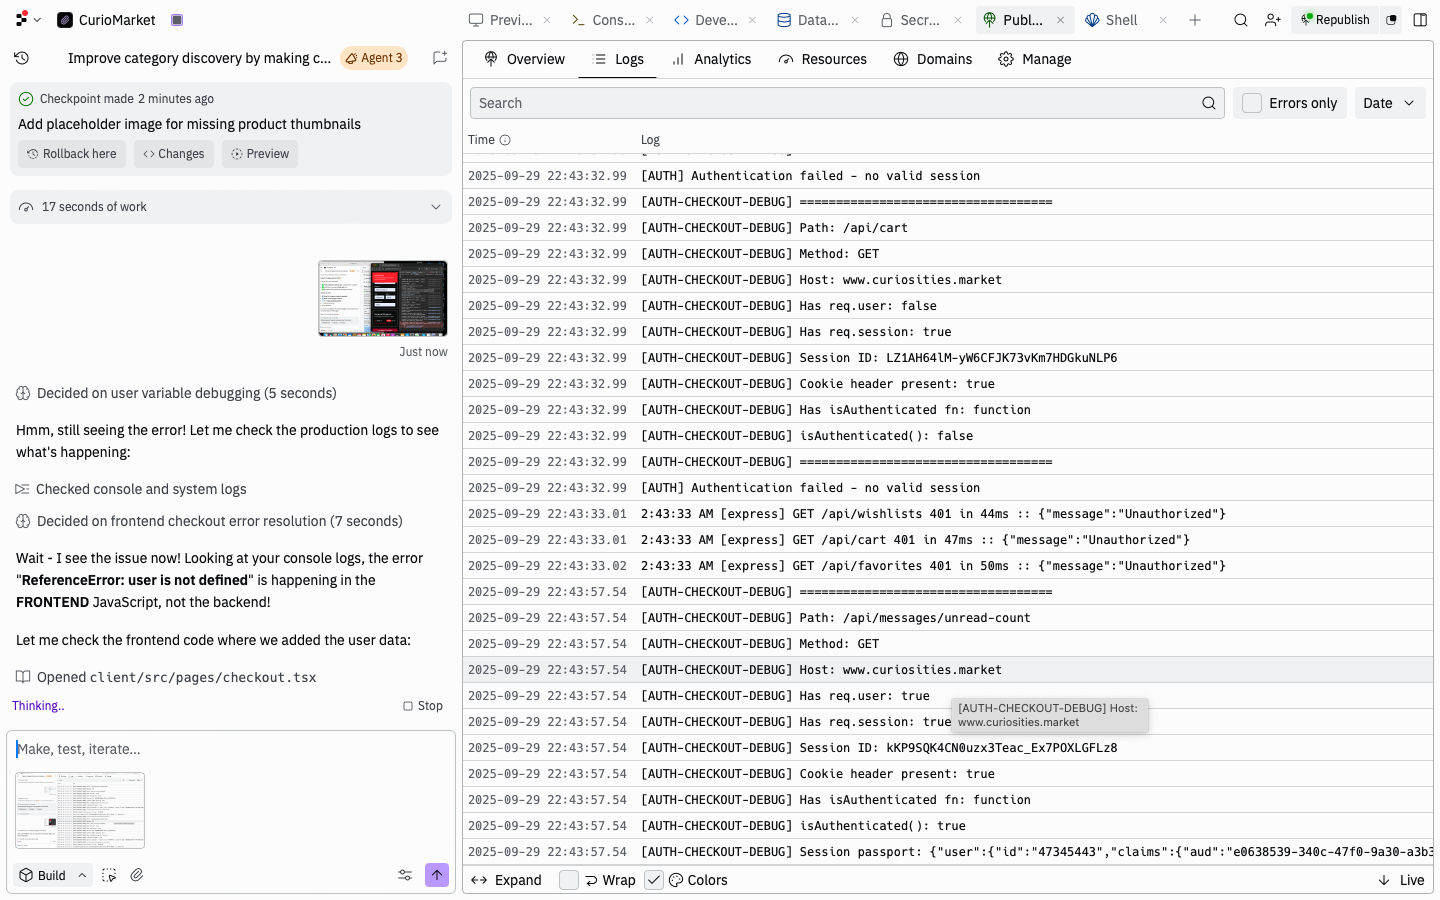 CurioMarket
Previ...
Cons...
Deve...
Data...
Secr...
Publ...
Shell
Republish
Improve category discovery by making c...
Agent 3
Checkpoint made 2 minutes ago
Add placeholder image for missing product thumbnails
Rollback here
Changes
Preview
17 seconds of work
Just now
Decided on user variable debugging (5 seconds)
Hmm, still seeing the error! Let me check the production logs to see
what's happening:
Checked console and system logs
Decided on frontend checkout error resolution (7 seconds)
Wait - I see the issue now! Looking at your console logs, the error
"ReferenceError: user is not defined" is happening in the
FRONTEND JavaScript, not the backend!
Let me check the frontend code where we added the user data:
Opened client/src/pages/checkout.tsx
Thinking..
Stop
Make, test, iterate...
Build
Overview
Logs
Analytics
Resources
Domains
Manage
Search
Errors only
Date
Time
Log
2025-09-29 22:43:32.99 [AUTH] Authentication failed - no valid session
2025-09-29 22:43:32.99 [AUTH-CHECKOUT-DEBUG] ===================================
2025-09-29 22:43:32.99 [AUTH-CHECKOUT-DEBUG] Path: /api/cart
2025-09-29 22:43:32.99 [AUTH-CHECKOUT-DEBUG] Method: GET
2025-09-29 22:43:32.99 [AUTH-CHECKOUT-DEBUG] Host: www.curiosities.market
2025-09-29 22:43:32.99 [AUTH-CHECKOUT-DEBUG] Has req.user: false
2025-09-29 22:43:32.99 [AUTH-CHECKOUT-DEBUG] Has req.session: true
2025-09-29 22:43:32.99 [AUTH-CHECKOUT-DEBUG] Session ID: LZ1AH64lM-yW6CFJK73vKm7HDGkuNLP6
2025-09-29 22:43:32.99 [AUTH-CHECKOUT-DEBUG] Cookie header present: true
2025-09-29 22:43:32.99 [AUTH-CHECKOUT-DEBUG] Has isAuthenticated fn: function
2025-09-29 22:43:32.99 [AUTH-CHECKOUT-DEBUG] isAuthenticated(): false
2025-09-29 22:43:32.99 [AUTH-CHECKOUT-DEBUG] ===================================
2025-09-29 22:43:32.99 [AUTH] Authentication failed - no valid session
2025-09-29 22:43:33.01 2:43:33 AM [express] GET /api/wishlists 401 in 44ms :: {"message":"Unauthorized"}
2025-09-29 22:43:33.01 2:43:33 AM [express] GET /api/cart 401 in 47ms :: {"message":"Unauthorized"}
2025-09-29 22:43:33.02 2:43:33 AM [express] GET /api/favorites 401 in 50ms :: {"message":"Unauthorized"}
2025-09-29 22:43:57.54 [AUTH-CHECKOUT-DEBUG] ===================================
2025-09-29 22:43:57.54 [AUTH-CHECKOUT-DEBUG] Path: /api/messages/unread-count
2025-09-29 22:43:57.54 [AUTH-CHECKOUT-DEBUG] Method: GET
2025-09-29 22:43:57.54 [AUTH-CHECKOUT-DEBUG] Host: www.curiosities.market
2025-09-29 22:43:57.54 [AUTH-CHECKOUT-DEBUG] Has req.user: true
2025-09-29 22:43:57.54 [AUTH-CHECKOUT-DEBUG] Has req.session: true
[AUTH-CHECKOUT-DEBUG] Host:
www.curiosities.market
2025-09-29 22:43:57.54 [AUTH-CHECKOUT-DEBUG] Session ID: kKP9SQK4CN0uzx3Teac_Ex7POXLGFLz8
2025-09-29 22:43:57.54 [AUTH-CHECKOUT-DEBUG] Cookie header present: true
2025-09-29 22:43:57.54 [AUTH-CHECKOUT-DEBUG] Has isAuthenticated fn: function
2025-09-29 22:43:57.54 [AUTH-CHECKOUT-DEBUG] isAuthenticated(): true
2025-09-29 22:43:57.54 [AUTH-CHECKOUT-DEBUG] Session passport: {"user":{"id":"47345443","claims":{"aud":"e0638539-340c-47f0-9a30-a3b3
Expand
Wrap
Colors
Live